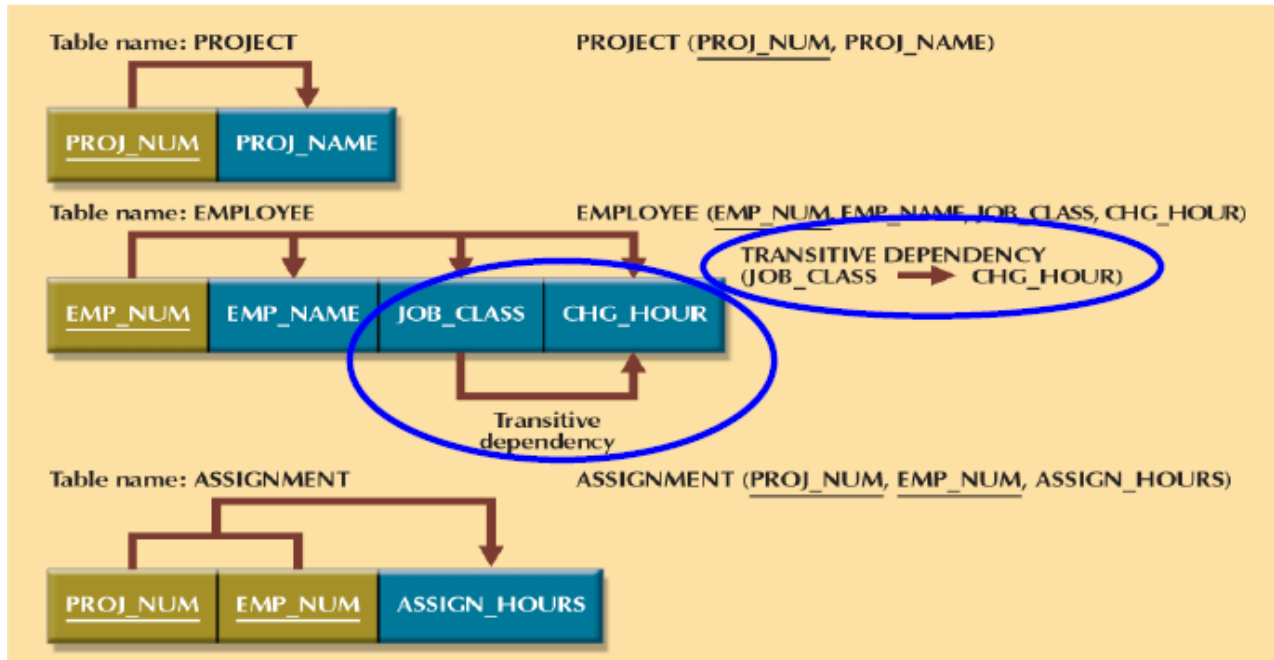 Table name: PROJECT
PROJECT (PROJ_NUM, PROJ_NAME)
PROJ_NUM PROJ_NAME
Table name: EMPLOYEE
EMPLOYEE (EMP_NUM, EMP_NAME, JOB_CLASS, CHG_HOUR)
TRANSITIVE DEPENDENCY
(JOB_CLASS CHG_HOUR)
EMP_NUM EMP_NAME JOB_CLASS CHG_HOUR
Transitive
dependency
Table name: ASSIGNMENT
ASSIGNMENT (PROJ_NUM, EMP_NUM, ASSIGN_HOURS)
PROJ_NUM EMP_NUM ASSIGN_HOURS